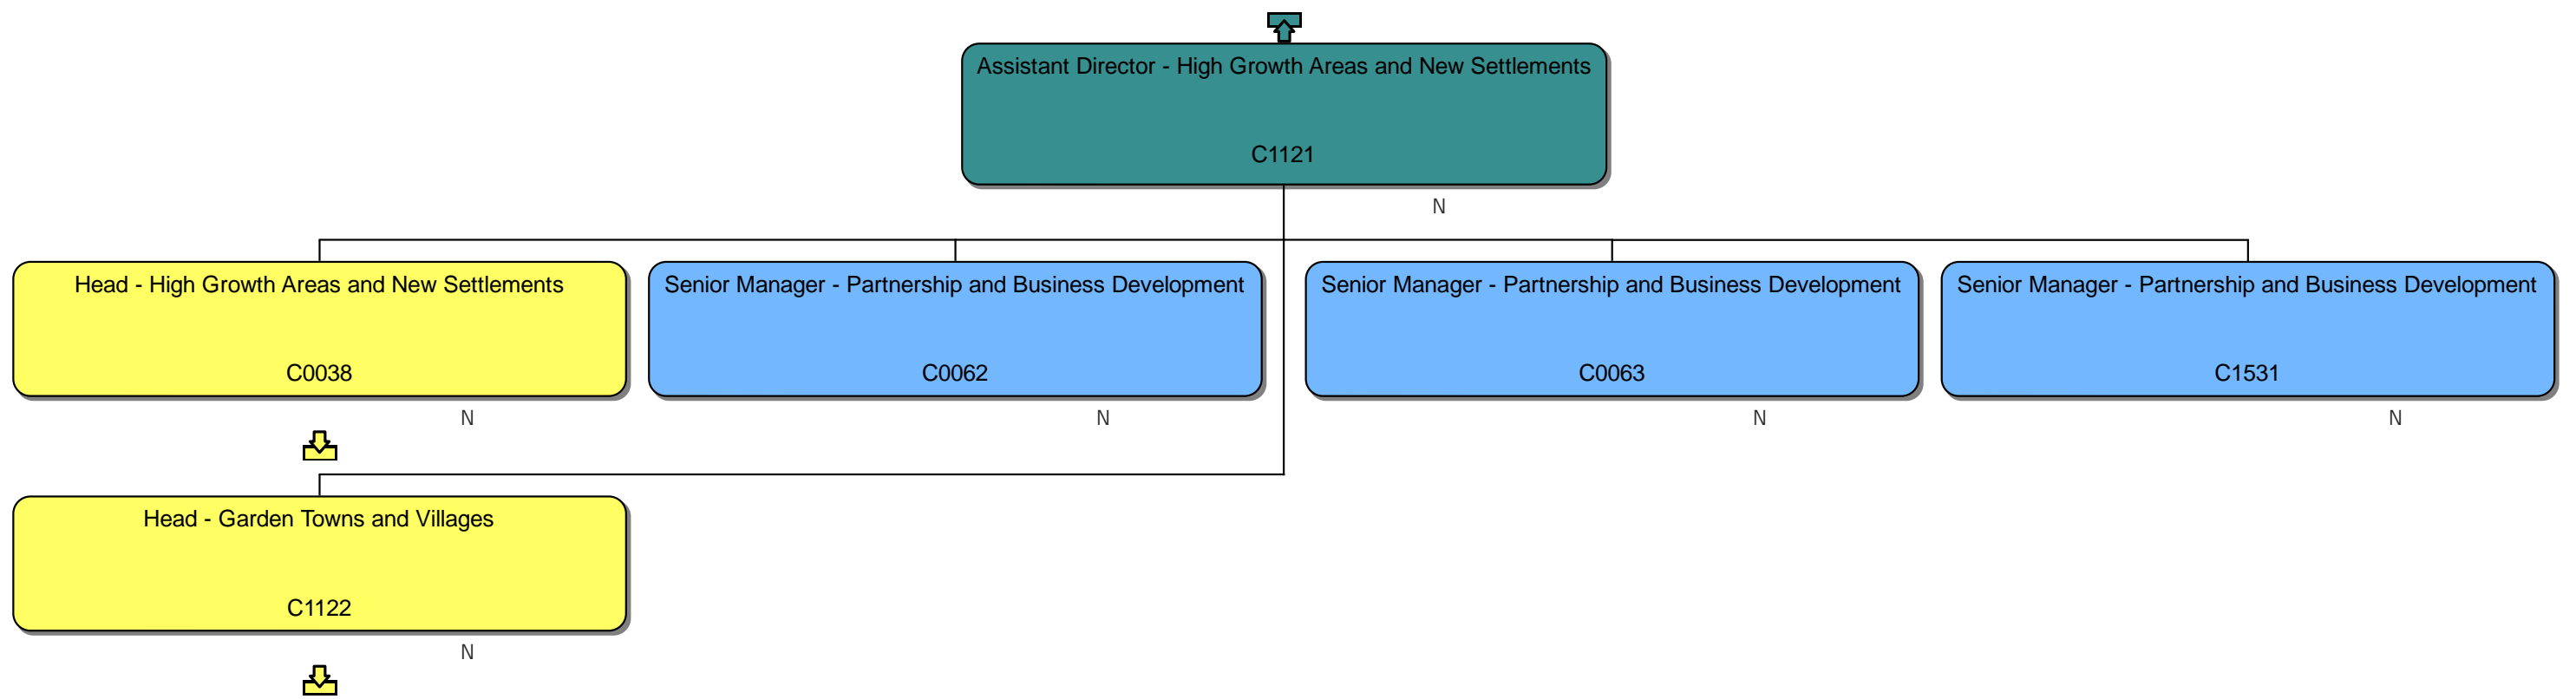 Assistant Director - High Growth Areas and New Settlements
C1121
N
Head - High Growth Areas and New Settlements
C0038
N
Senior Manager - Partnership and Business Development
C0062
N
Senior Manager - Partnership and Business Development
C0063
N
Senior Manager - Partnership and Business Development
C1531
N
Head - Garden Towns and Villages
C1122
N